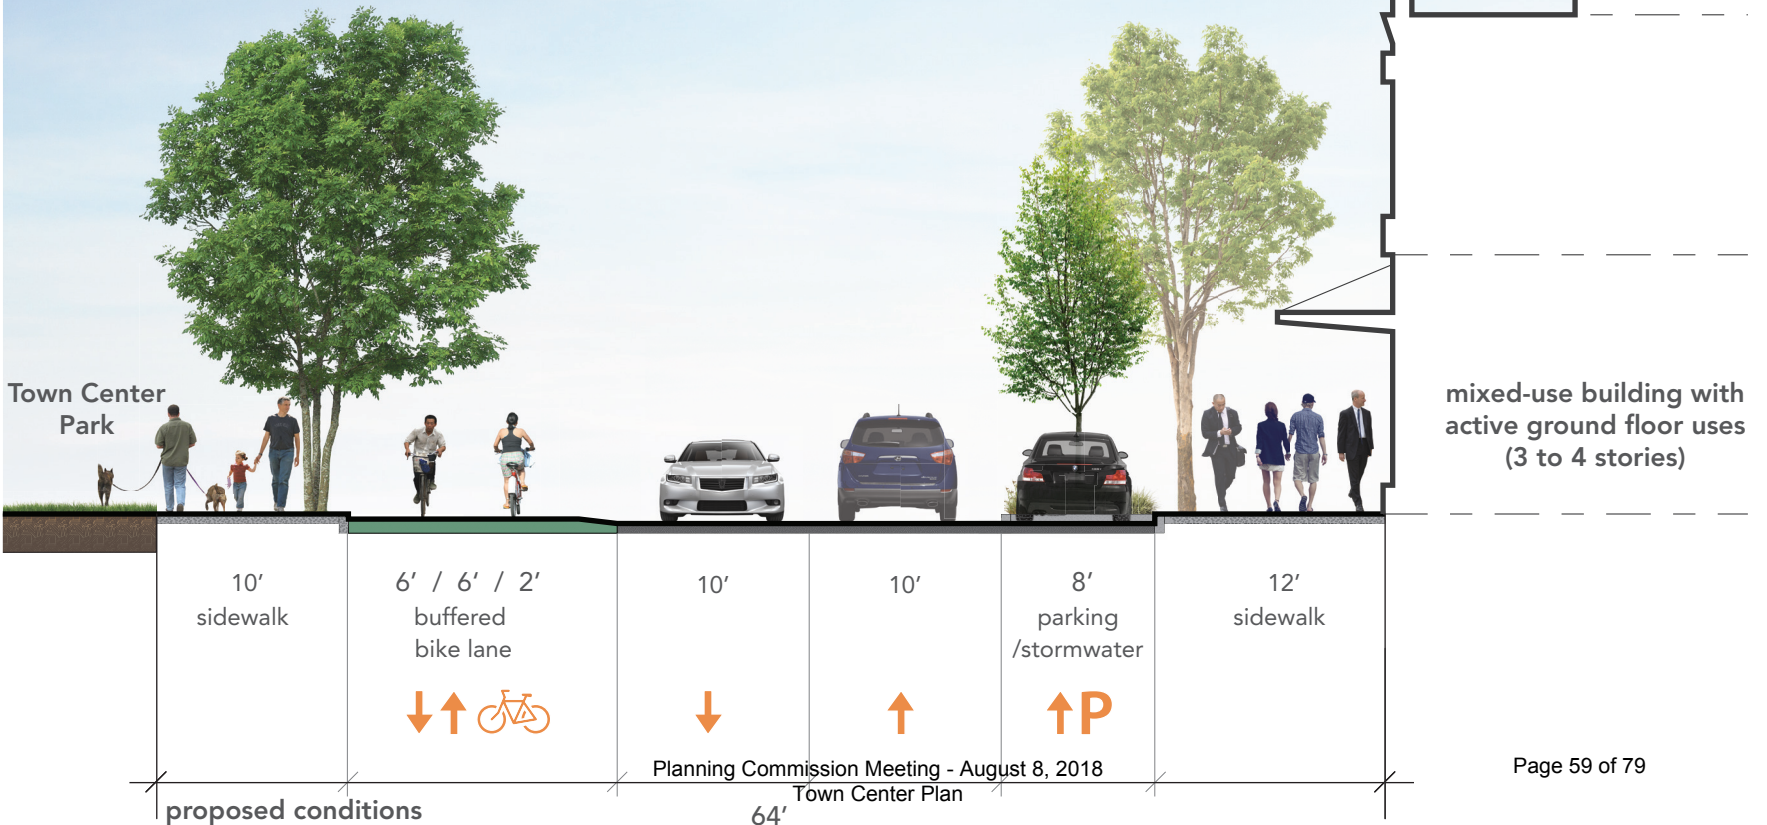 Town Center
Park
mixed-use building with
active ground floor uses
(3 to 4 stories)
10'
sidewalk
6' / 6' / 2'
buffered
bike lane
10'
10'
8'
parking
/stormwater
P
12'
sidewalk
Planning Commission Meeting - August 8, 2018
Town Center Plan
Page 59 of 79
proposed conditions
64'